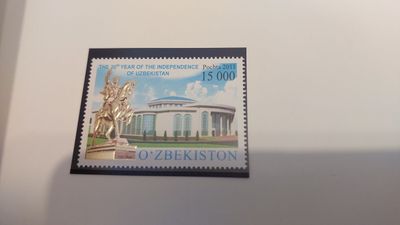 THE 20th YEAR OF THE INDEPENDENCE
OF UZBEKISTAN
Pochta 2011
15 000
O‘ZBEKISTON